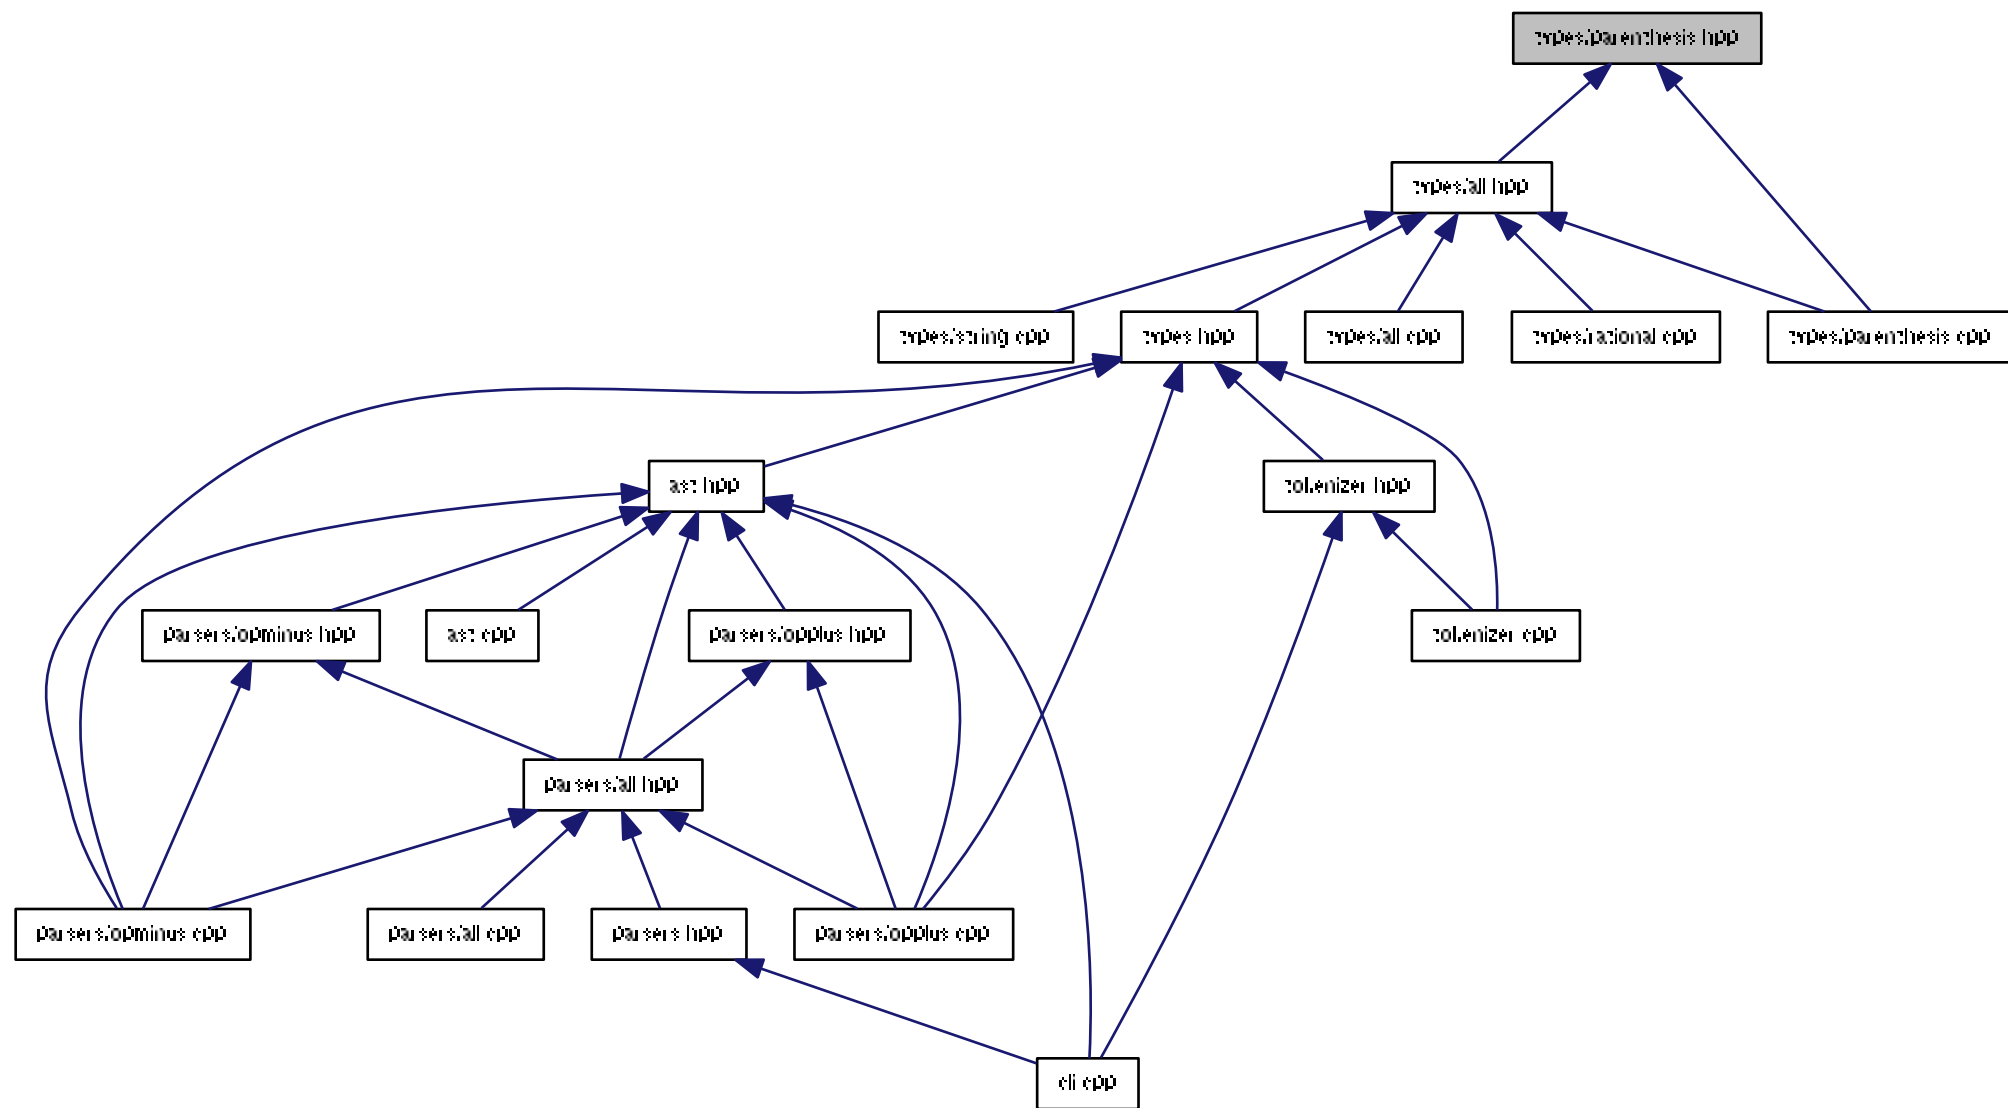 types/parenthesis.hpp
types/all.hpp
types/string.cpp
types.hpp
types/all.cpp
types/rational.cpp
types/parenthesis.cpp
ast.hpp
tokenizer.hpp
parsers/opminus.hpp
ast.cpp
parsers/opplus.hpp
tokenizer.cpp
parsers/all.hpp
parsers/opminus.cpp
parsers/all.cpp
parsers.hpp
parsers/opplus.cpp
cli.cpp